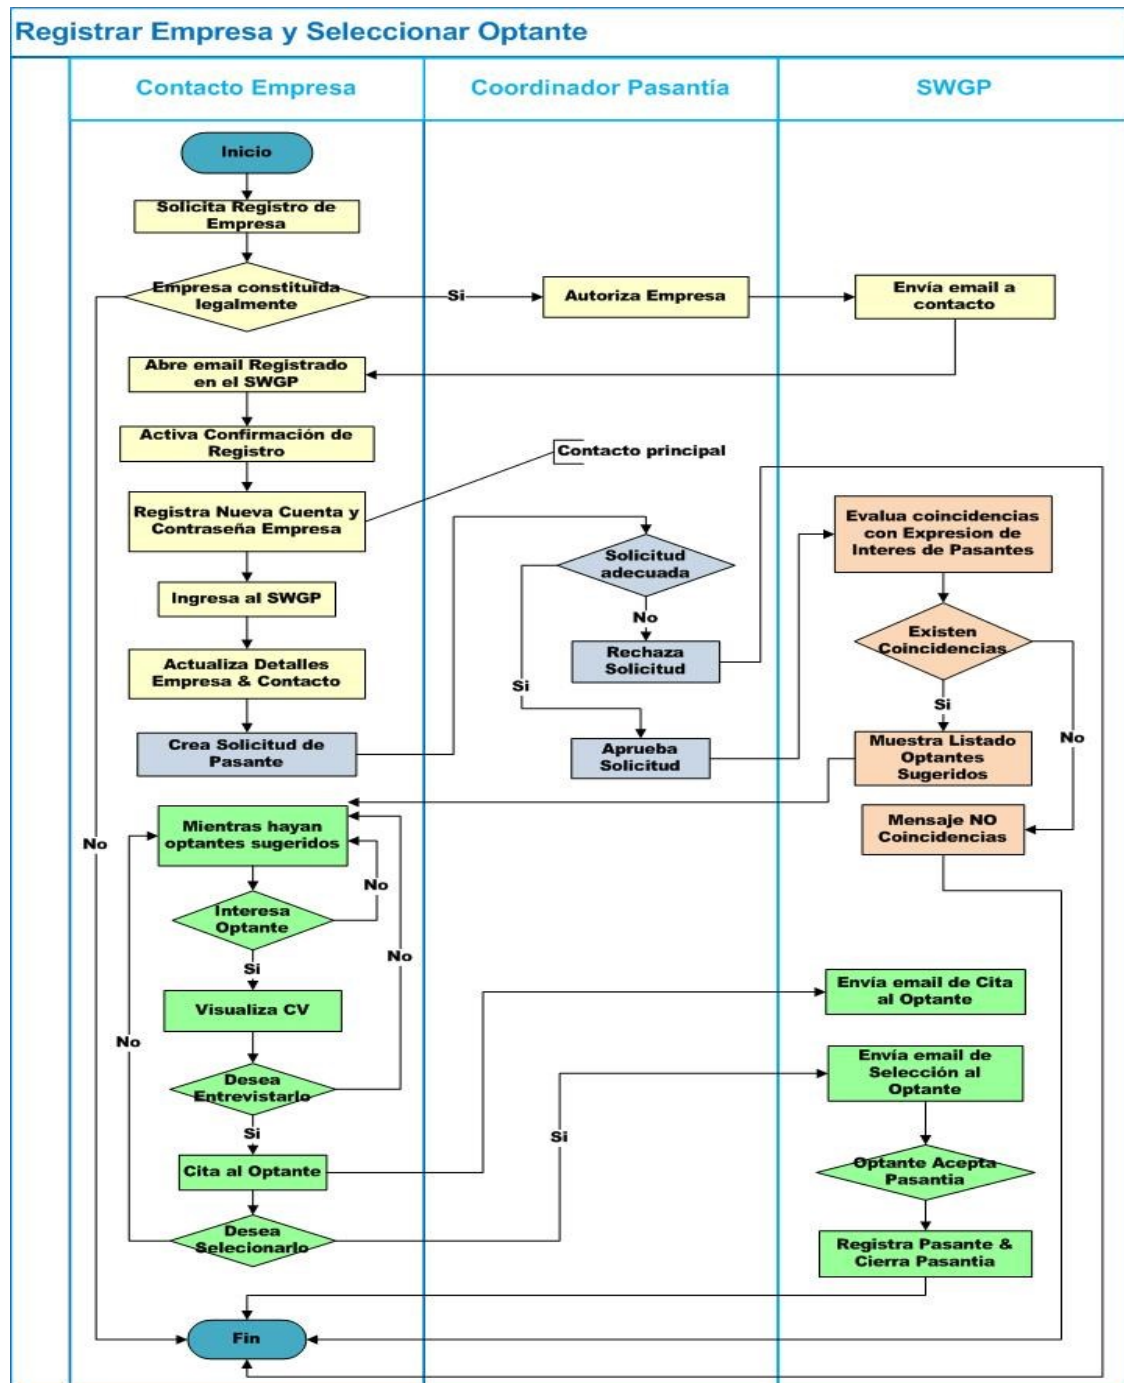 Registrar Empresa y Seleccionar Optante
Contacto Empresa
Coordinador Pasantía
SWGP
Inicio
Solicita Registro de
Empresa
Empresa constituida
legalmente
Si
Autoriza Empresa
Envía email a
contacto
Abre email Registrado
en el SWGP
Activa Confirmación de
Registro
Contacto principal
Registra Nueva Cuenta y
Contraseña Empresa
Evalua coincidencias
con Expresion de
Interes de Pasantes
Solicitud
adecuada
No
Ingresa al SWGP
Existen
Coincidencias
Rechaza
Solicitud
Actualiza Detalles
Empresa & Contacto
Si
Si
No
Crea Solicitud de
Pasante
Aprueba
Solicitud
Muestra Listado
Optantes
Sugeridos
Mientras hayan
optantes sugeridos
Mensaje NO
Coincidencias
No
No
Interesa
Optante
No
Si
Visualiza CV
Envía email de Cita
al Optante
No
Desea
Entrevistarlo
Envía email de
Selección al
Optante
Si
Si
Cita al Optante
Optante Acepta
Pasantia
Desea
Selecionarlo
Registra Pasante &
Cierra Pasantia
Fin